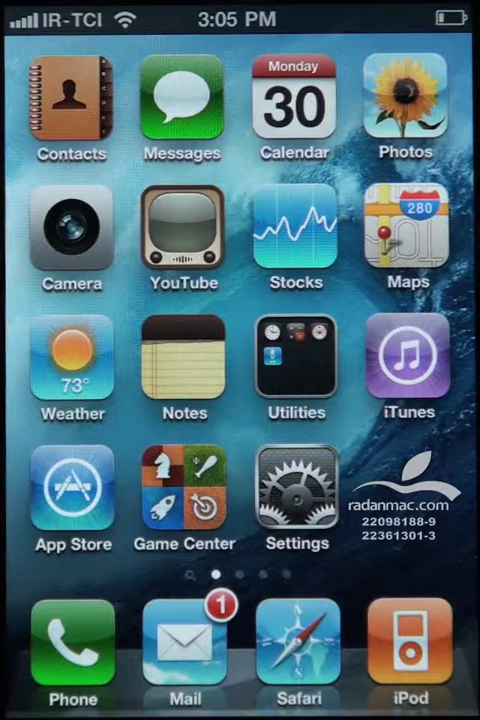 IR-TCI 3:05 PM
Monday
30
Contacts Messages Calendar Photos
280
Camera YouTube Stocks Maps
73°
Weather Notes Utilities iTunes
radanmac.com
22098188-9
22361301-3
App Store Game Center Settings
1
Phone Mail Safari iPod